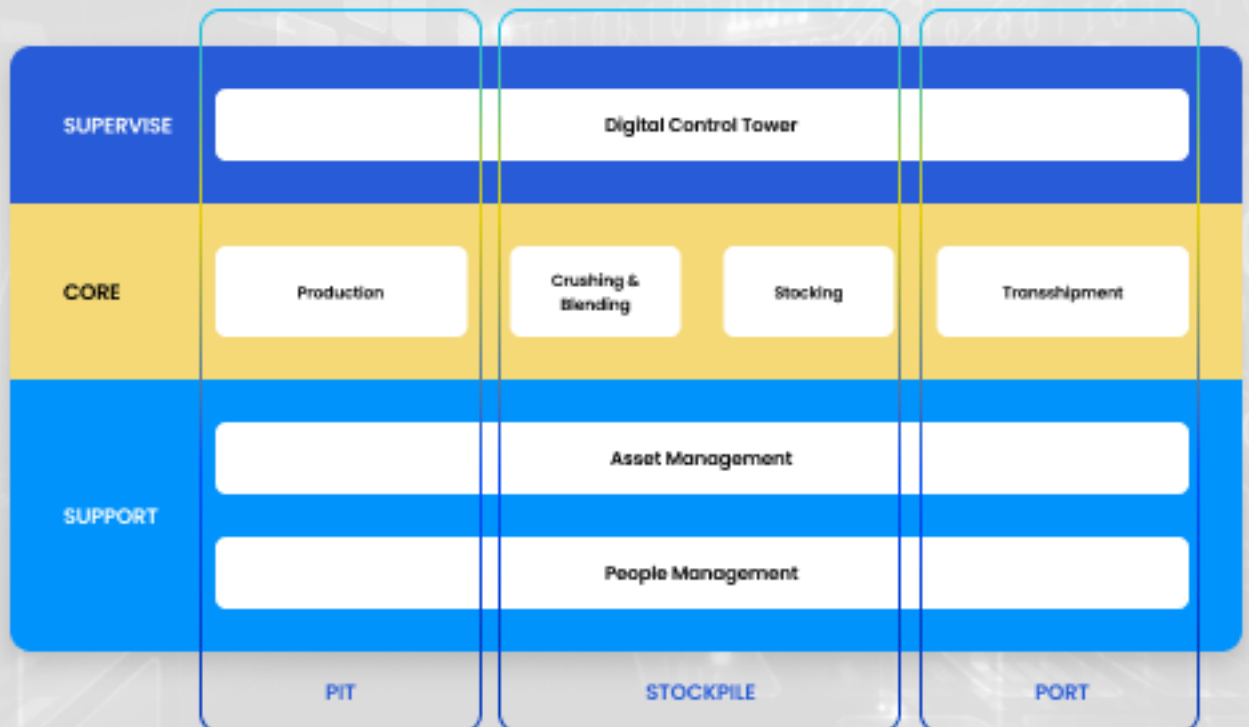 SUPERVISE
Digital Control Tower
CORE
Production
Crushing &
Blending
Stocking
Transshipment
SUPPORT
Asset Management
People Management
PIT
STOCKPILE
PORT